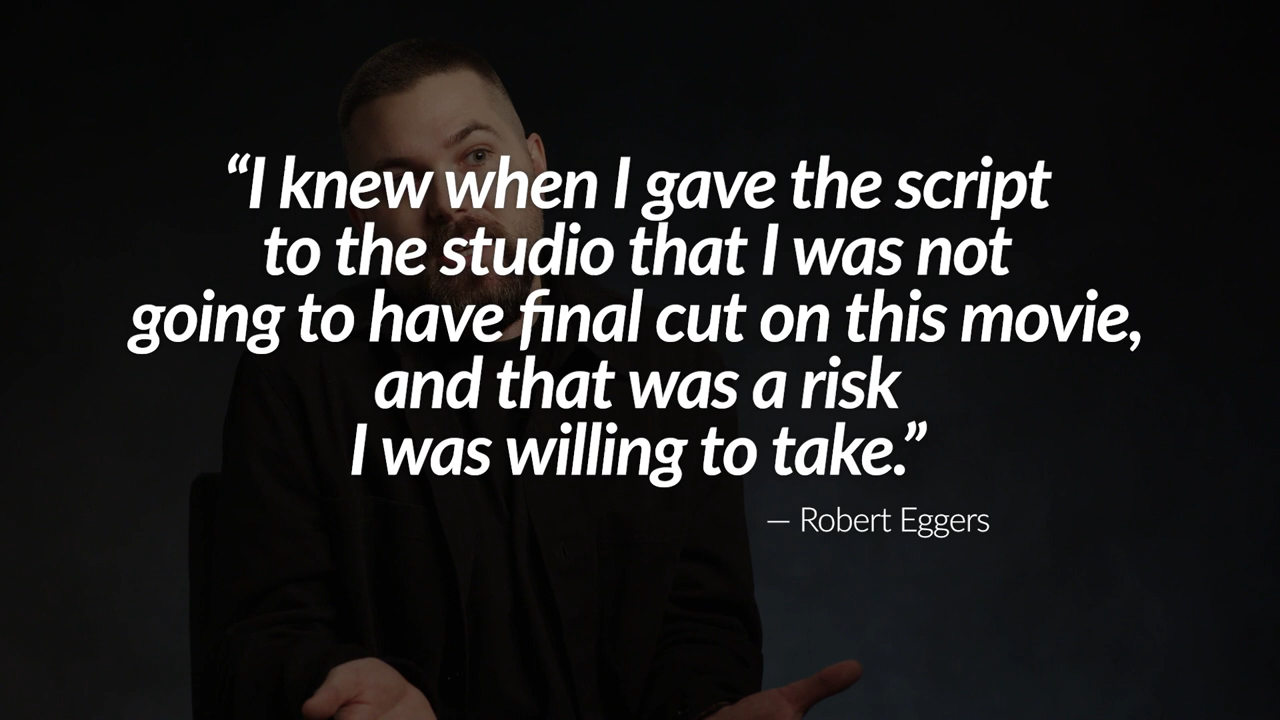 “I knew when I gave the script
to the studio that I was not
going to have final cut on this movie,
and that was a risk
I was willing to take.”
— Robert Eggers